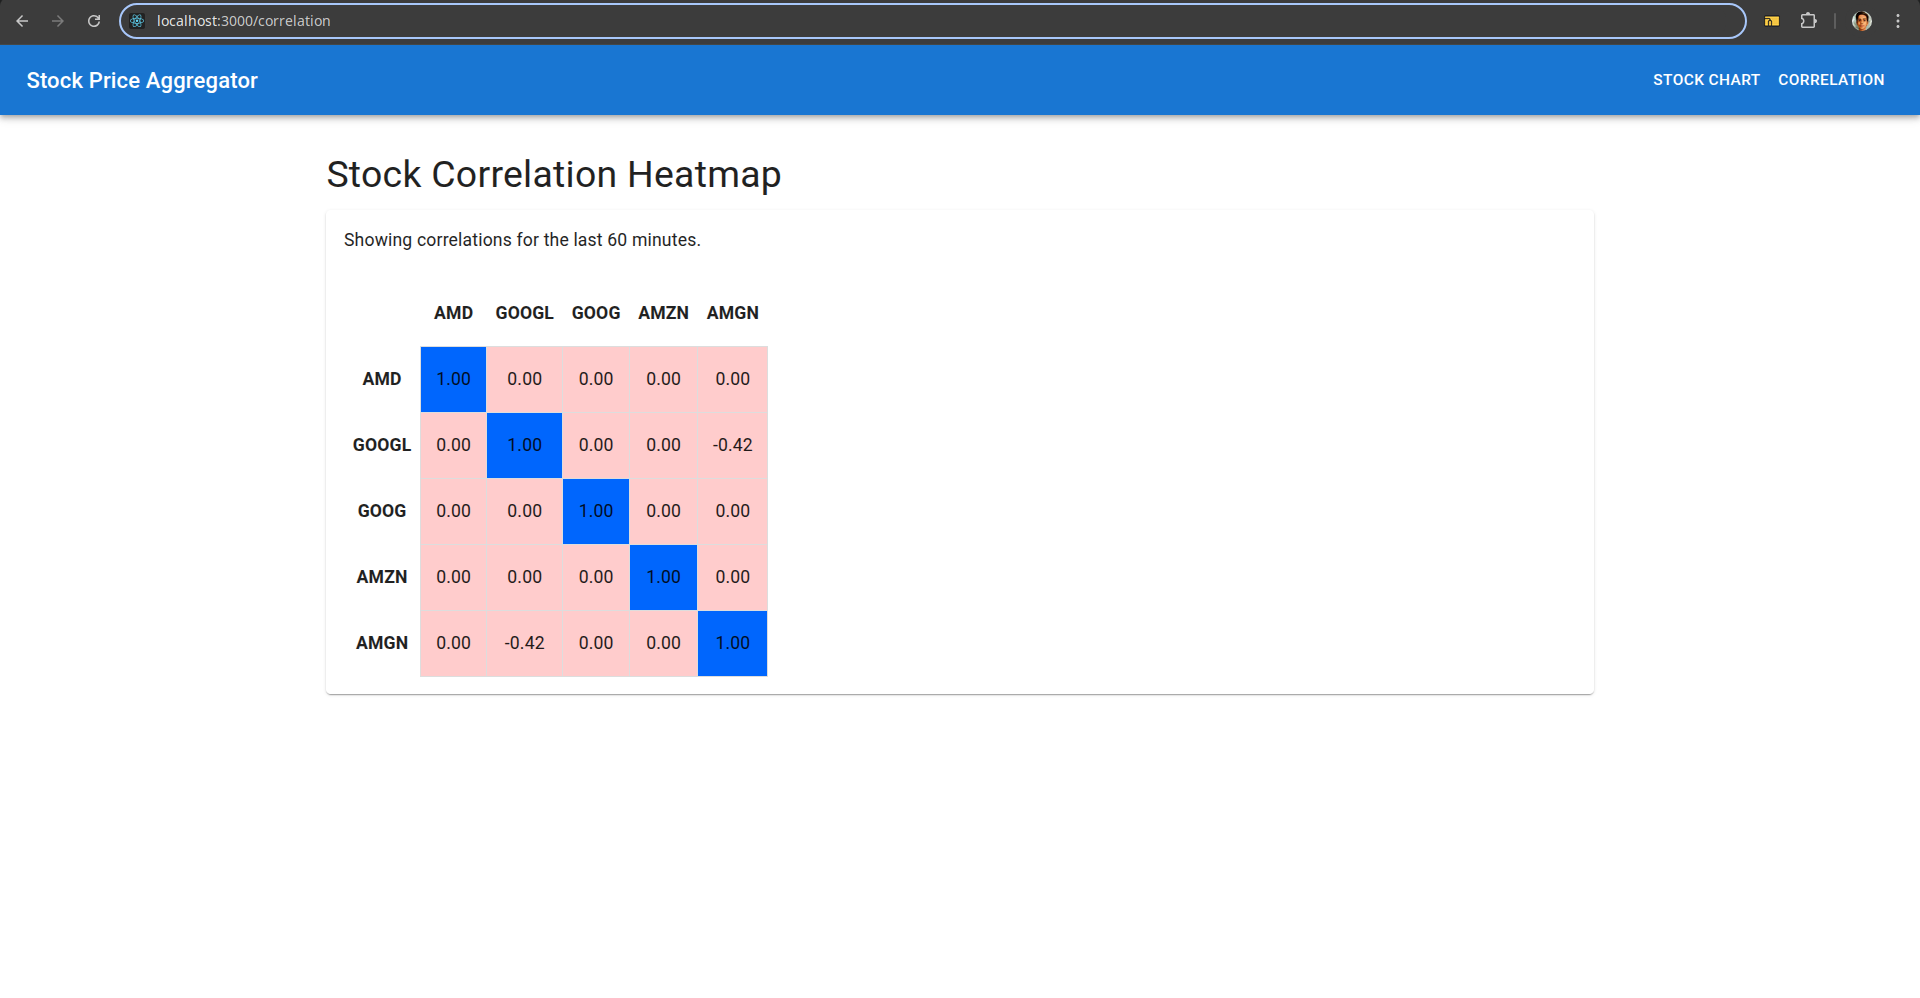 localhost:3000/correlation
Stock Price Aggregator
STOCK CHART CORRELATION
Stock Correlation Heatmap
Showing correlations for the last 60 minutes.
AMD GOOGL GOOG AMZN AMGN
AMD 1.00 0.00 0.00 0.00 0.00
GOOGL 0.00 1.00 0.00 0.00 -0.42
GOOG 0.00 0.00 1.00 0.00 0.00
AMZN 0.00 0.00 0.00 1.00 0.00
AMGN 0.00 -0.42 0.00 0.00 1.00